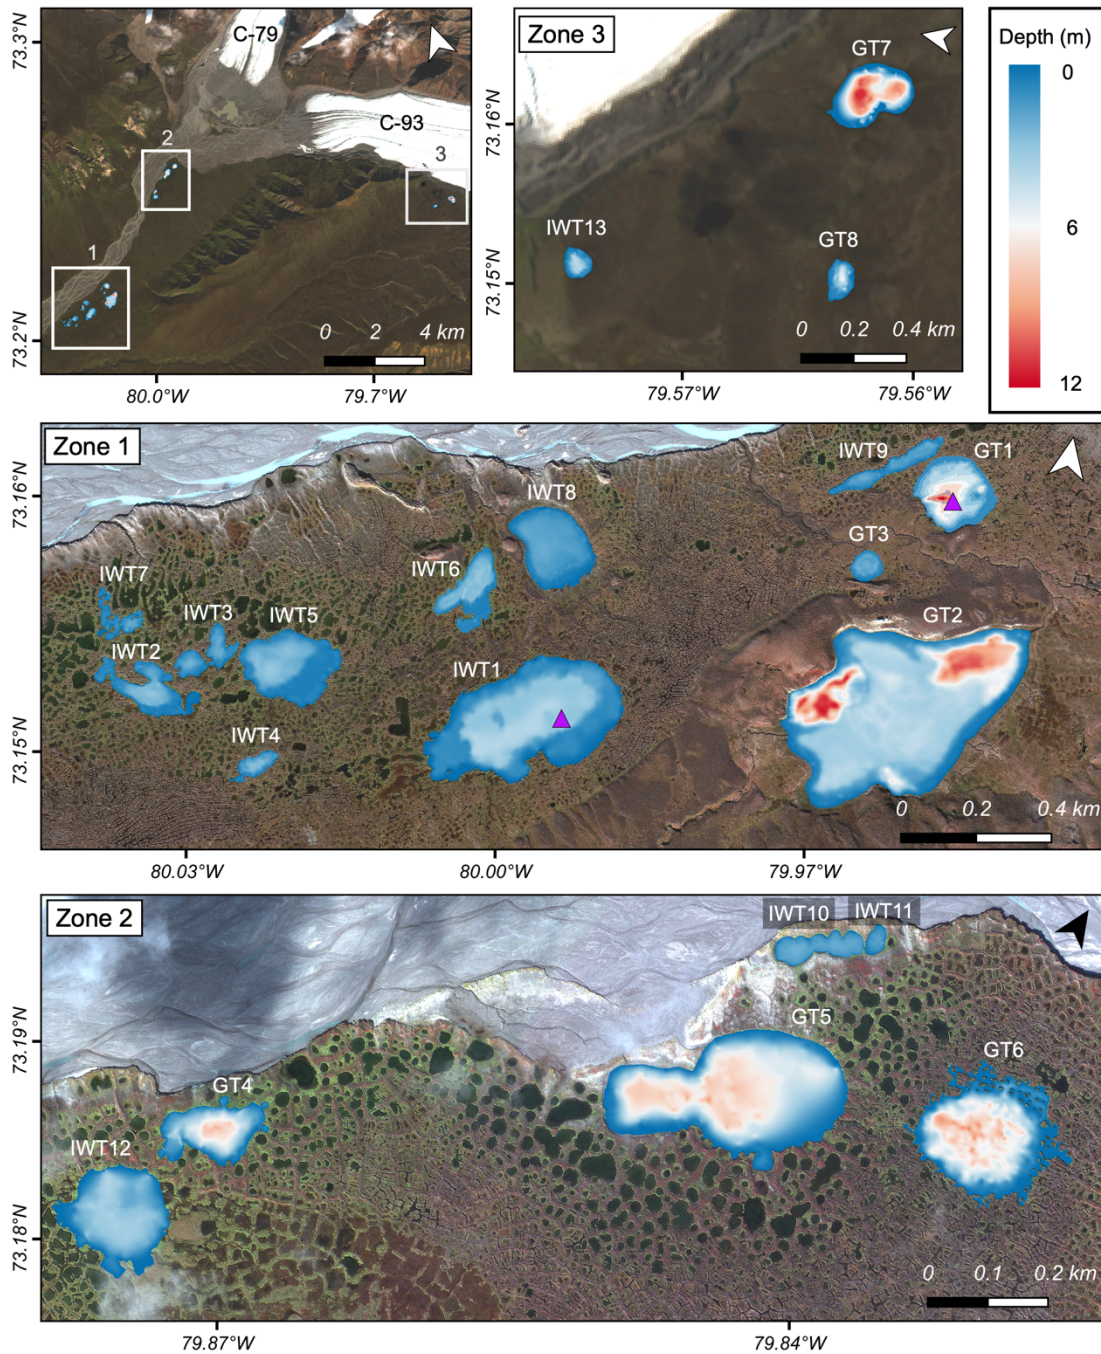 C-79
C-93
1
2
3
0 2 4 km
73.3°N
73.2°N
80.0°W 79.7°W
Zone 3
GT7
IWT13
GT8
0 0.2 0.4 km
73.16°N
73.15°N
79.57°W 79.56°W
Depth (m)
0
6
12
Zone 1
IWT9
GT1
IWT8
GT3
IWT6
IWT7
IWT3
IWT5
GT2
IWT2
IWT1
IWT4
0 0.2 0.4 km
73.16°N
73.15°N
80.03°W 80.00°W 79.97°W
Zone 2
IWT10 IWT11
GT5
GT6
GT4
IWT12
0 0.1 0.2 km
73.19°N
73.18°N
79.87°W 79.84°W